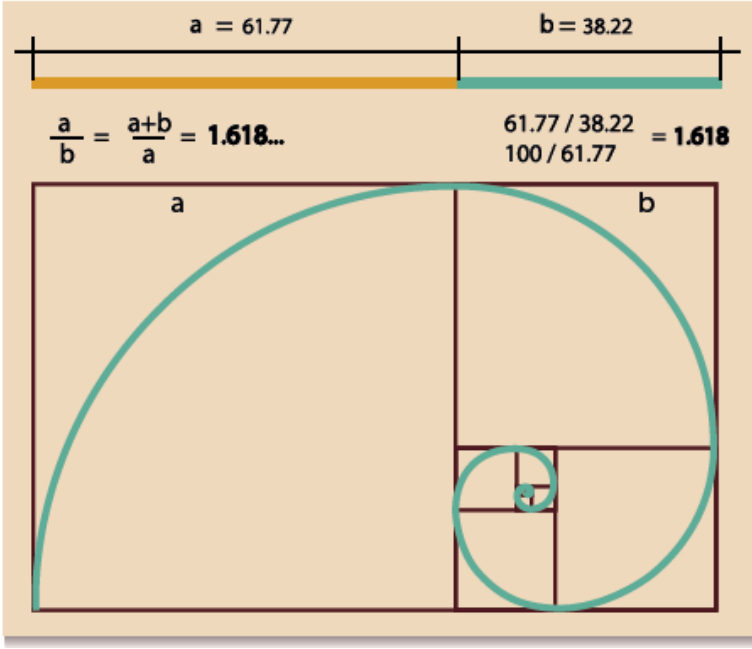 a = 61.77
b = 38.22
a/b = a+b/a = 1.618...
61.77 / 38.22
100 / 61.77
= 1.618
a
b